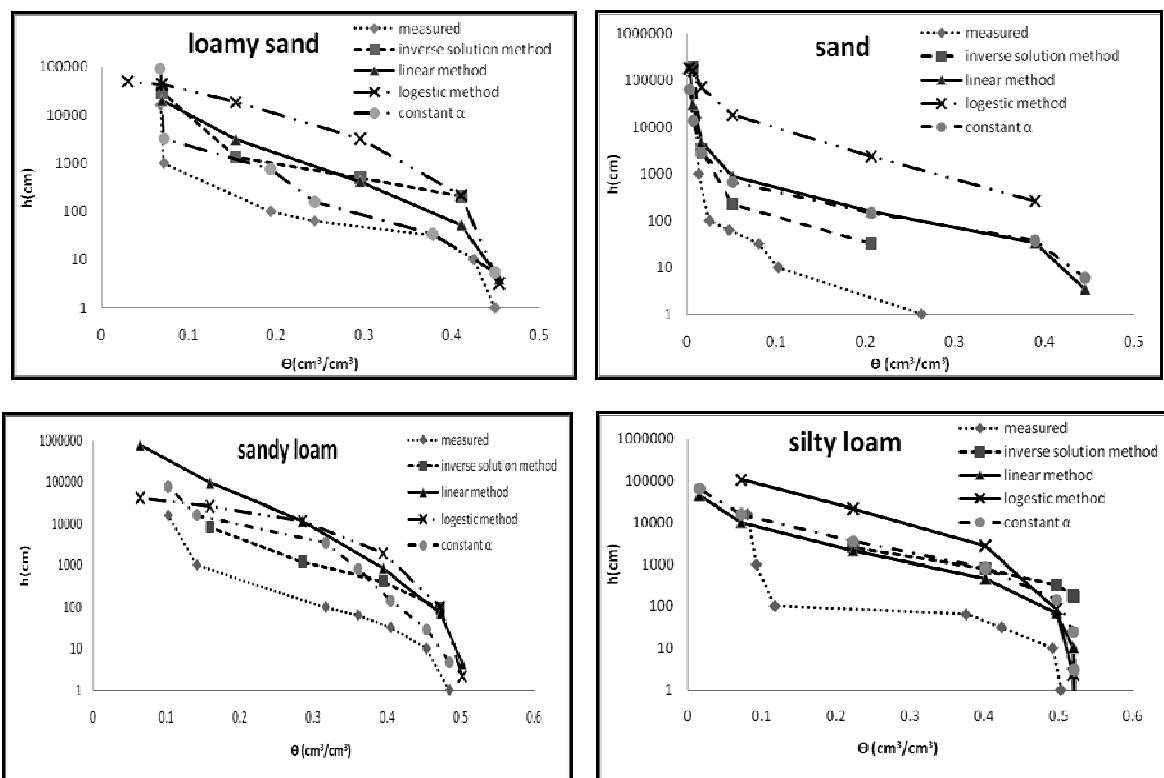 loamy sand
measured
inverse solution method
linear method
logestic method
constant α
100000
10000
1000
100
10
1
h(cm)
0
0.1
0.2
0.3
0.4
0.5
Ɵ(cm³/cm³)
sand
measured
inverse solution method
linear method
logestic method
constant α
1000000
100000
10000
1000
100
10
1
h(cm)
0
0.1
0.2
0.3
0.4
0.5
Ɵ(cm³/cm³)
sandy loam
measured
inverse solution method
linear method
logestic method
constant α
1000000
100000
10000
1000
100
10
1
h(cm)
0
0.1
0.2
0.3
0.4
0.5
0.6
Ɵ(cm³/cm³)
silty loam
measured
inverse solution method
linear method
logestic method
constant α
1000000
100000
10000
1000
100
10
1
h(cm)
0
0.1
0.2
0.3
0.4
0.5
0.6
Ɵ (cm³/cm³)